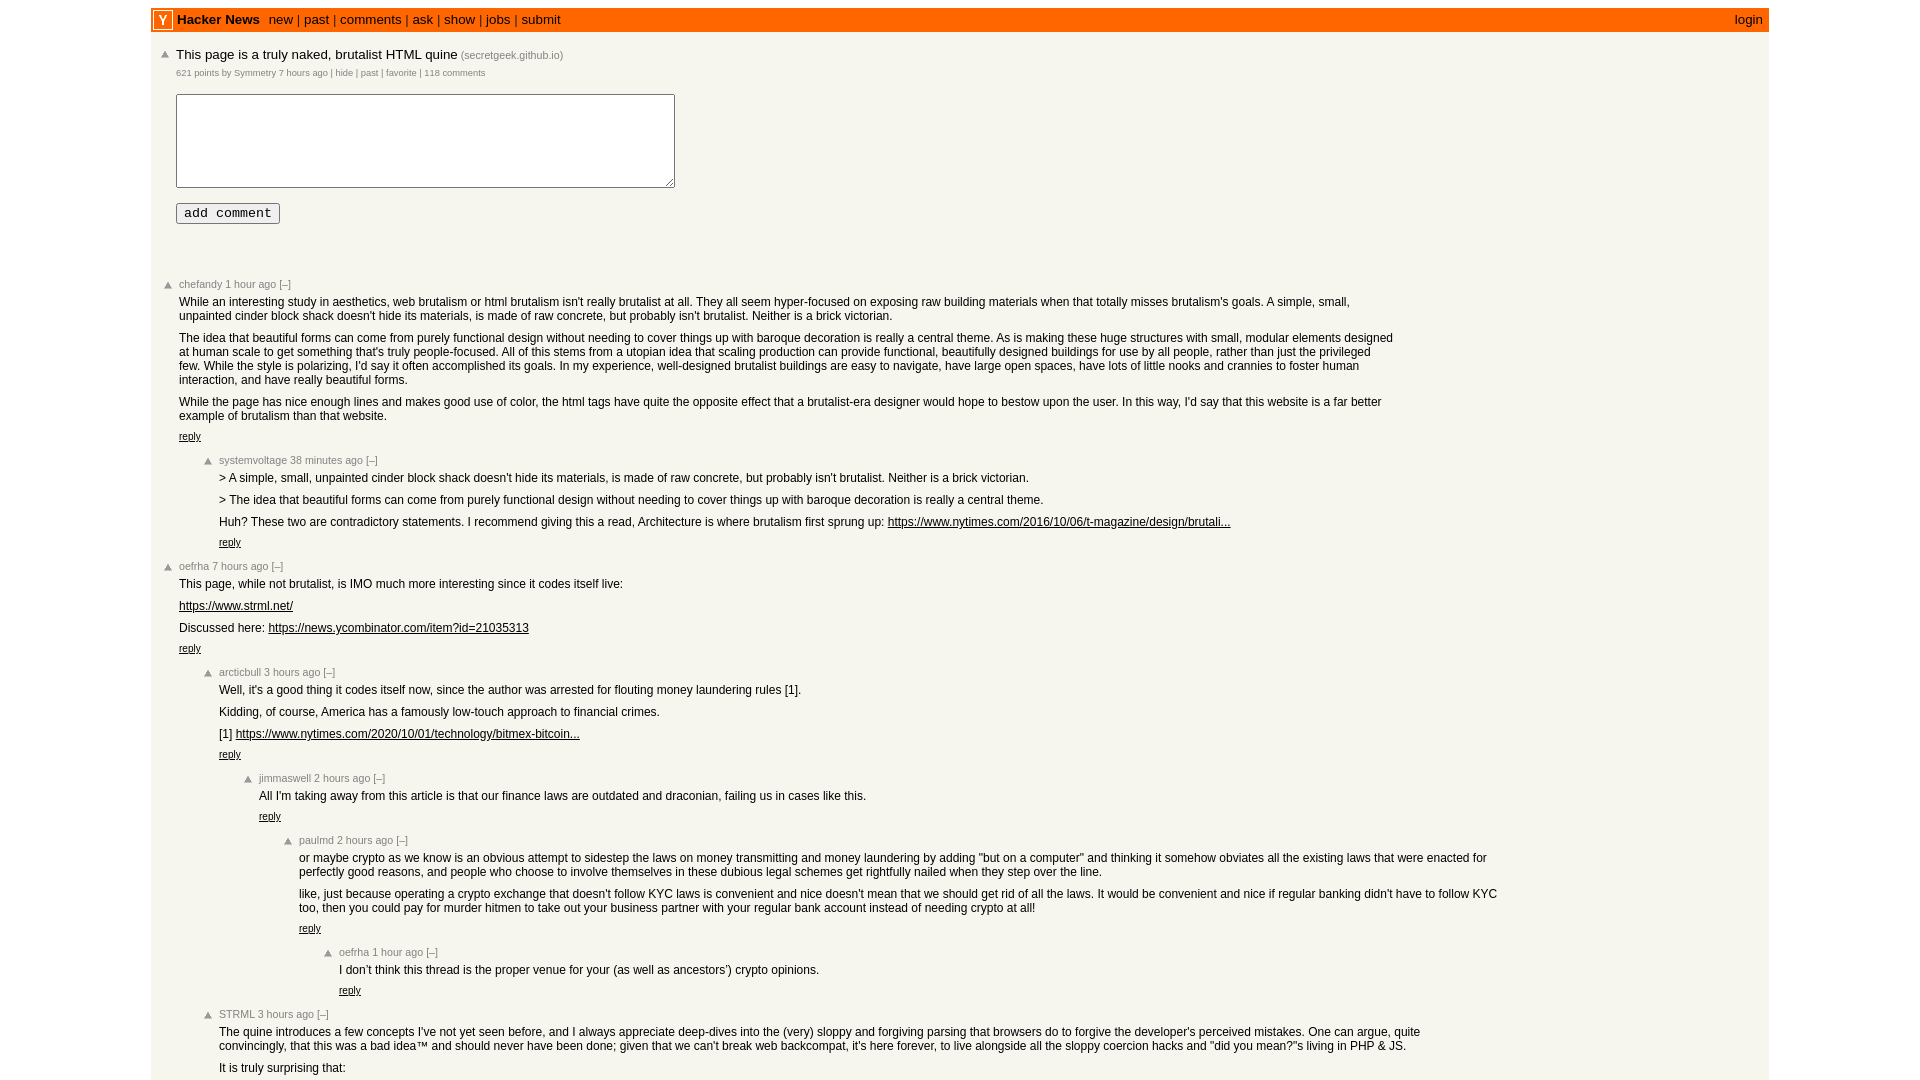 Y Hacker News new | past | comments | ask | show | jobs | submit login
This page is a truly naked, brutalist HTML quine (secretgeek.github.io)
621 points by Symmetry 7 hours ago | hide | past | favorite | 118 comments
add comment
chefandy 1 hour ago [–]
While an interesting study in aesthetics, web brutalism or html brutalism isn't really brutalist at all. They all seem hyper-focused on exposing raw building materials when that totally misses brutalism's goals. A simple, small,
unpainted cinder block shack doesn't hide its materials, is made of raw concrete, but probably isn't brutalist. Neither is a brick victorian.
The idea that beautiful forms can come from purely functional design without needing to cover things up with baroque decoration is really a central theme. As is making these huge structures with small, modular elements designed
at human scale to get something that's truly people-focused. All of this stems from a utopian idea that scaling production can provide functional, beautifully designed buildings for use by all people, rather than just the privileged
few. While the style is polarizing, I'd say it often accomplished its goals. In my experience, well-designed brutalist buildings are easy to navigate, have large open spaces, have lots of little nooks and crannies to foster human
interaction, and have really beautiful forms.
While the page has nice enough lines and makes good use of color, the html tags have quite the opposite effect that a brutalist-era designer would hope to bestow upon the user. In this way, I'd say that this website is a far better
example of brutalism than that website.
reply
systemvoltage 38 minutes ago [–]
> A simple, small, unpainted cinder block shack doesn't hide its materials, is made of raw concrete, but probably isn't brutalist. Neither is a brick victorian.
> The idea that beautiful forms can come from purely functional design without needing to cover things up with baroque decoration is really a central theme.
Huh? These two are contradictory statements. I recommend giving this a read, Architecture is where brutalism first sprung up: https://www.nytimes.com/2016/10/06/t-magazine/design/brutali...
reply
oefrha 7 hours ago [–]
This page, while not brutalist, is IMO much more interesting since it codes itself live:
https://www.strml.net/
Discussed here: https://news.ycombinator.com/item?id=21035313
reply
arcticbull 3 hours ago [–]
Well, it's a good thing it codes itself now, since the author was arrested for flouting money laundering rules [1].
Kidding, of course, America has a famously low-touch approach to financial crimes.
[1] https://www.nytimes.com/2020/10/01/technology/bitmex-bitcoin...
reply
jimmaswell 2 hours ago [–]
All I'm taking away from this article is that our finance laws are outdated and draconian, failing us in cases like this.
reply
paulmd 2 hours ago [–]
or maybe crypto as we know is an obvious attempt to sidestep the laws on money transmitting and money laundering by adding "but on a computer" and thinking it somehow obviates all the existing laws that were enacted for
perfectly good reasons, and people who choose to involve themselves in these dubious legal schemes get rightfully nailed when they step over the line.
like, just because operating a crypto exchange that doesn't follow KYC laws is convenient and nice doesn't mean that we should get rid of all the laws. It would be convenient and nice if regular banking didn't have to follow KYC
too, then you could pay for murder hitmen to take out your business partner with your regular bank account instead of needing crypto at all!
reply
oefrha 1 hour ago [–]
I don’t think this thread is the proper venue for your (as well as ancestors’) crypto opinions.
reply
STRML 3 hours ago [–]
The quine introduces a few concepts I've not yet seen before, and I always appreciate deep-dives into the (very) sloppy and forgiving parsing that browsers do to forgive the developer's perceived mistakes. One can argue, quite
convincingly, that this was a bad idea™ and should never have been done; given that we can't break web backcompat, it's here forever, to live alongside all the sloppy coercion hacks and "did you mean?"s living in PHP & JS.
It is truly surprising that: